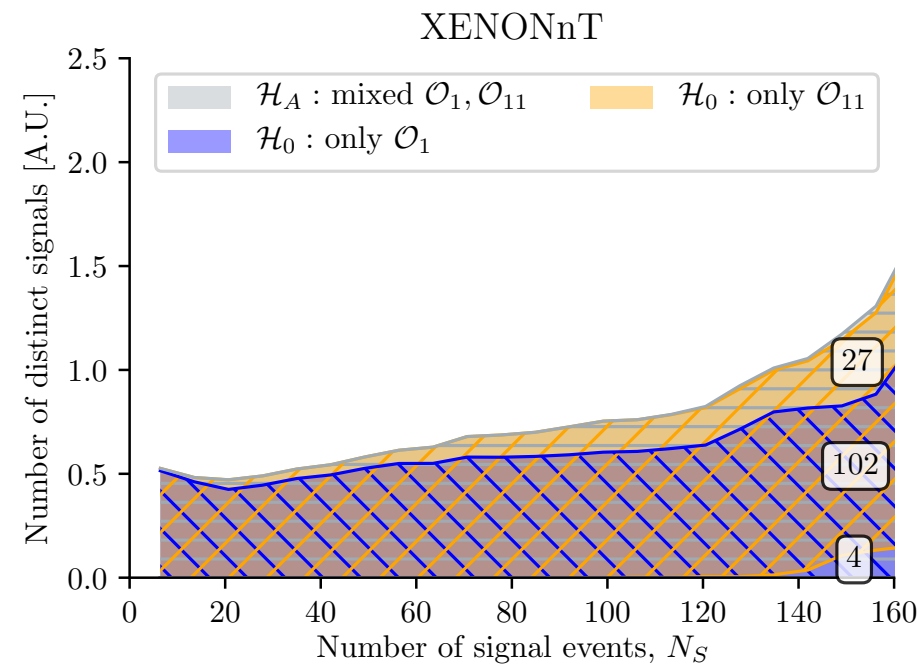 XENONnT
Number of distinct signals [A.U.]
2.5
2.0
1.5
1.0
0.5
0.0
𝓗_A : mixed 𝓞_1, 𝓞_11
𝓗_0 : only 𝓞_1
𝓗_0 : only 𝓞_11
27
102
4
0 20 40 60 80 100 120 140 160
Number of signal events, N_S